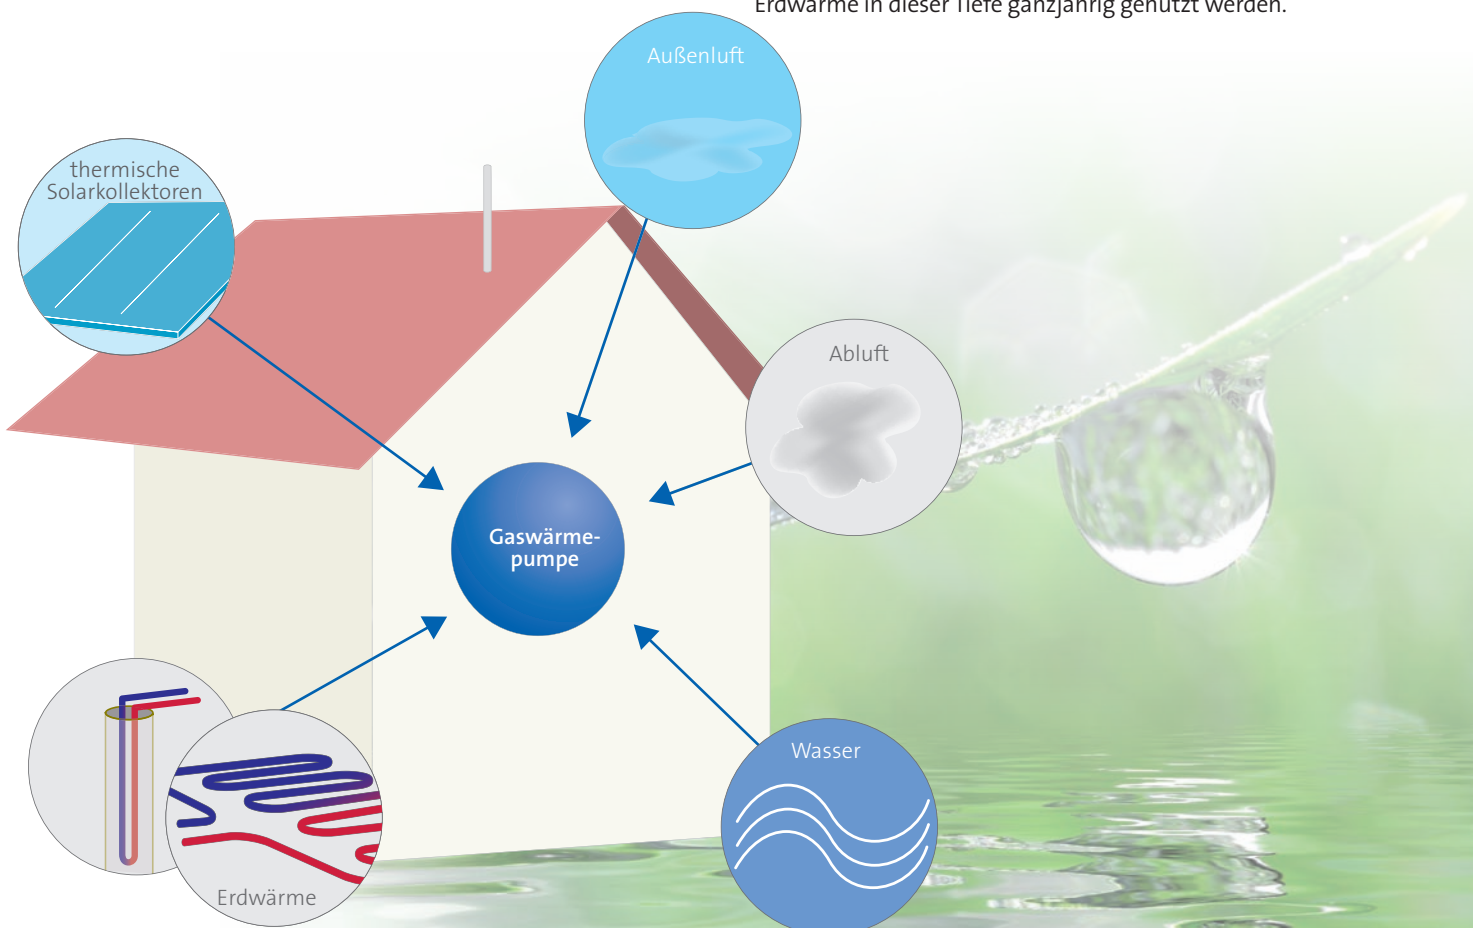 Erdwärme in dieser Tiefe ganzjährig genutzt werden.
Außenluft
thermische
Solarkollektoren
Abluft
Gaswärme-
pumpe
Wasser
Erdwärme